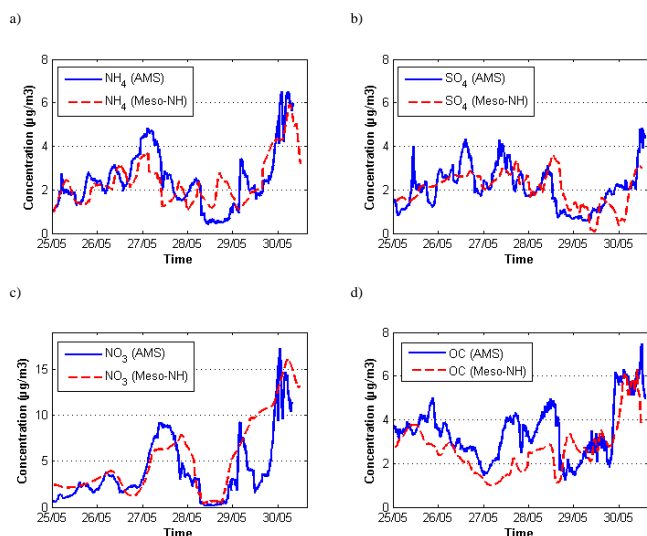 a)
8
6
4
2
0
Concentration (µg/m3)
NH4 (AMS)
NH4 (Meso-NH)
25/05 26/05 27/05 28/05 29/05 30/05
Time
b)
8
6
4
2
0
Concentration (µg/m3)
SO4 (AMS)
SO4 (Meso-NH)
25/05 26/05 27/05 28/05 29/05 30/05
Time
c)
15
10
5
0
Concentration (µg/m3)
NO3 (AMS)
NO3 (Meso-NH)
25/05 26/05 27/05 28/05 29/05 30/05
Time
d)
8
6
4
2
0
Concentration (µg/m3)
OC (AMS)
OC (Meso-NH)
25/05 26/05 27/05 28/05 29/05 30/05
Time